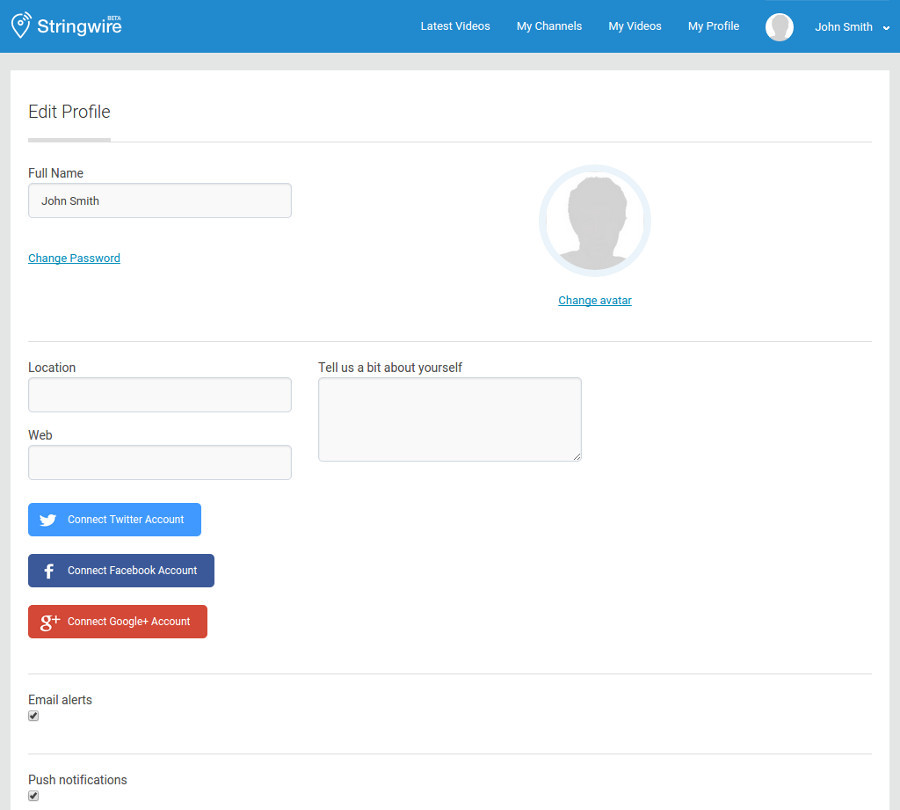 Stringwire BETA
Latest Videos My Channels My Videos My Profile John Smith
Edit Profile
Full Name
John Smith
Change Password
Change avatar
Location Tell us a bit about yourself
Web
Connect Twitter Account
f Connect Facebook Account
g+ Connect Google+ Account
Email alerts
Push notifications